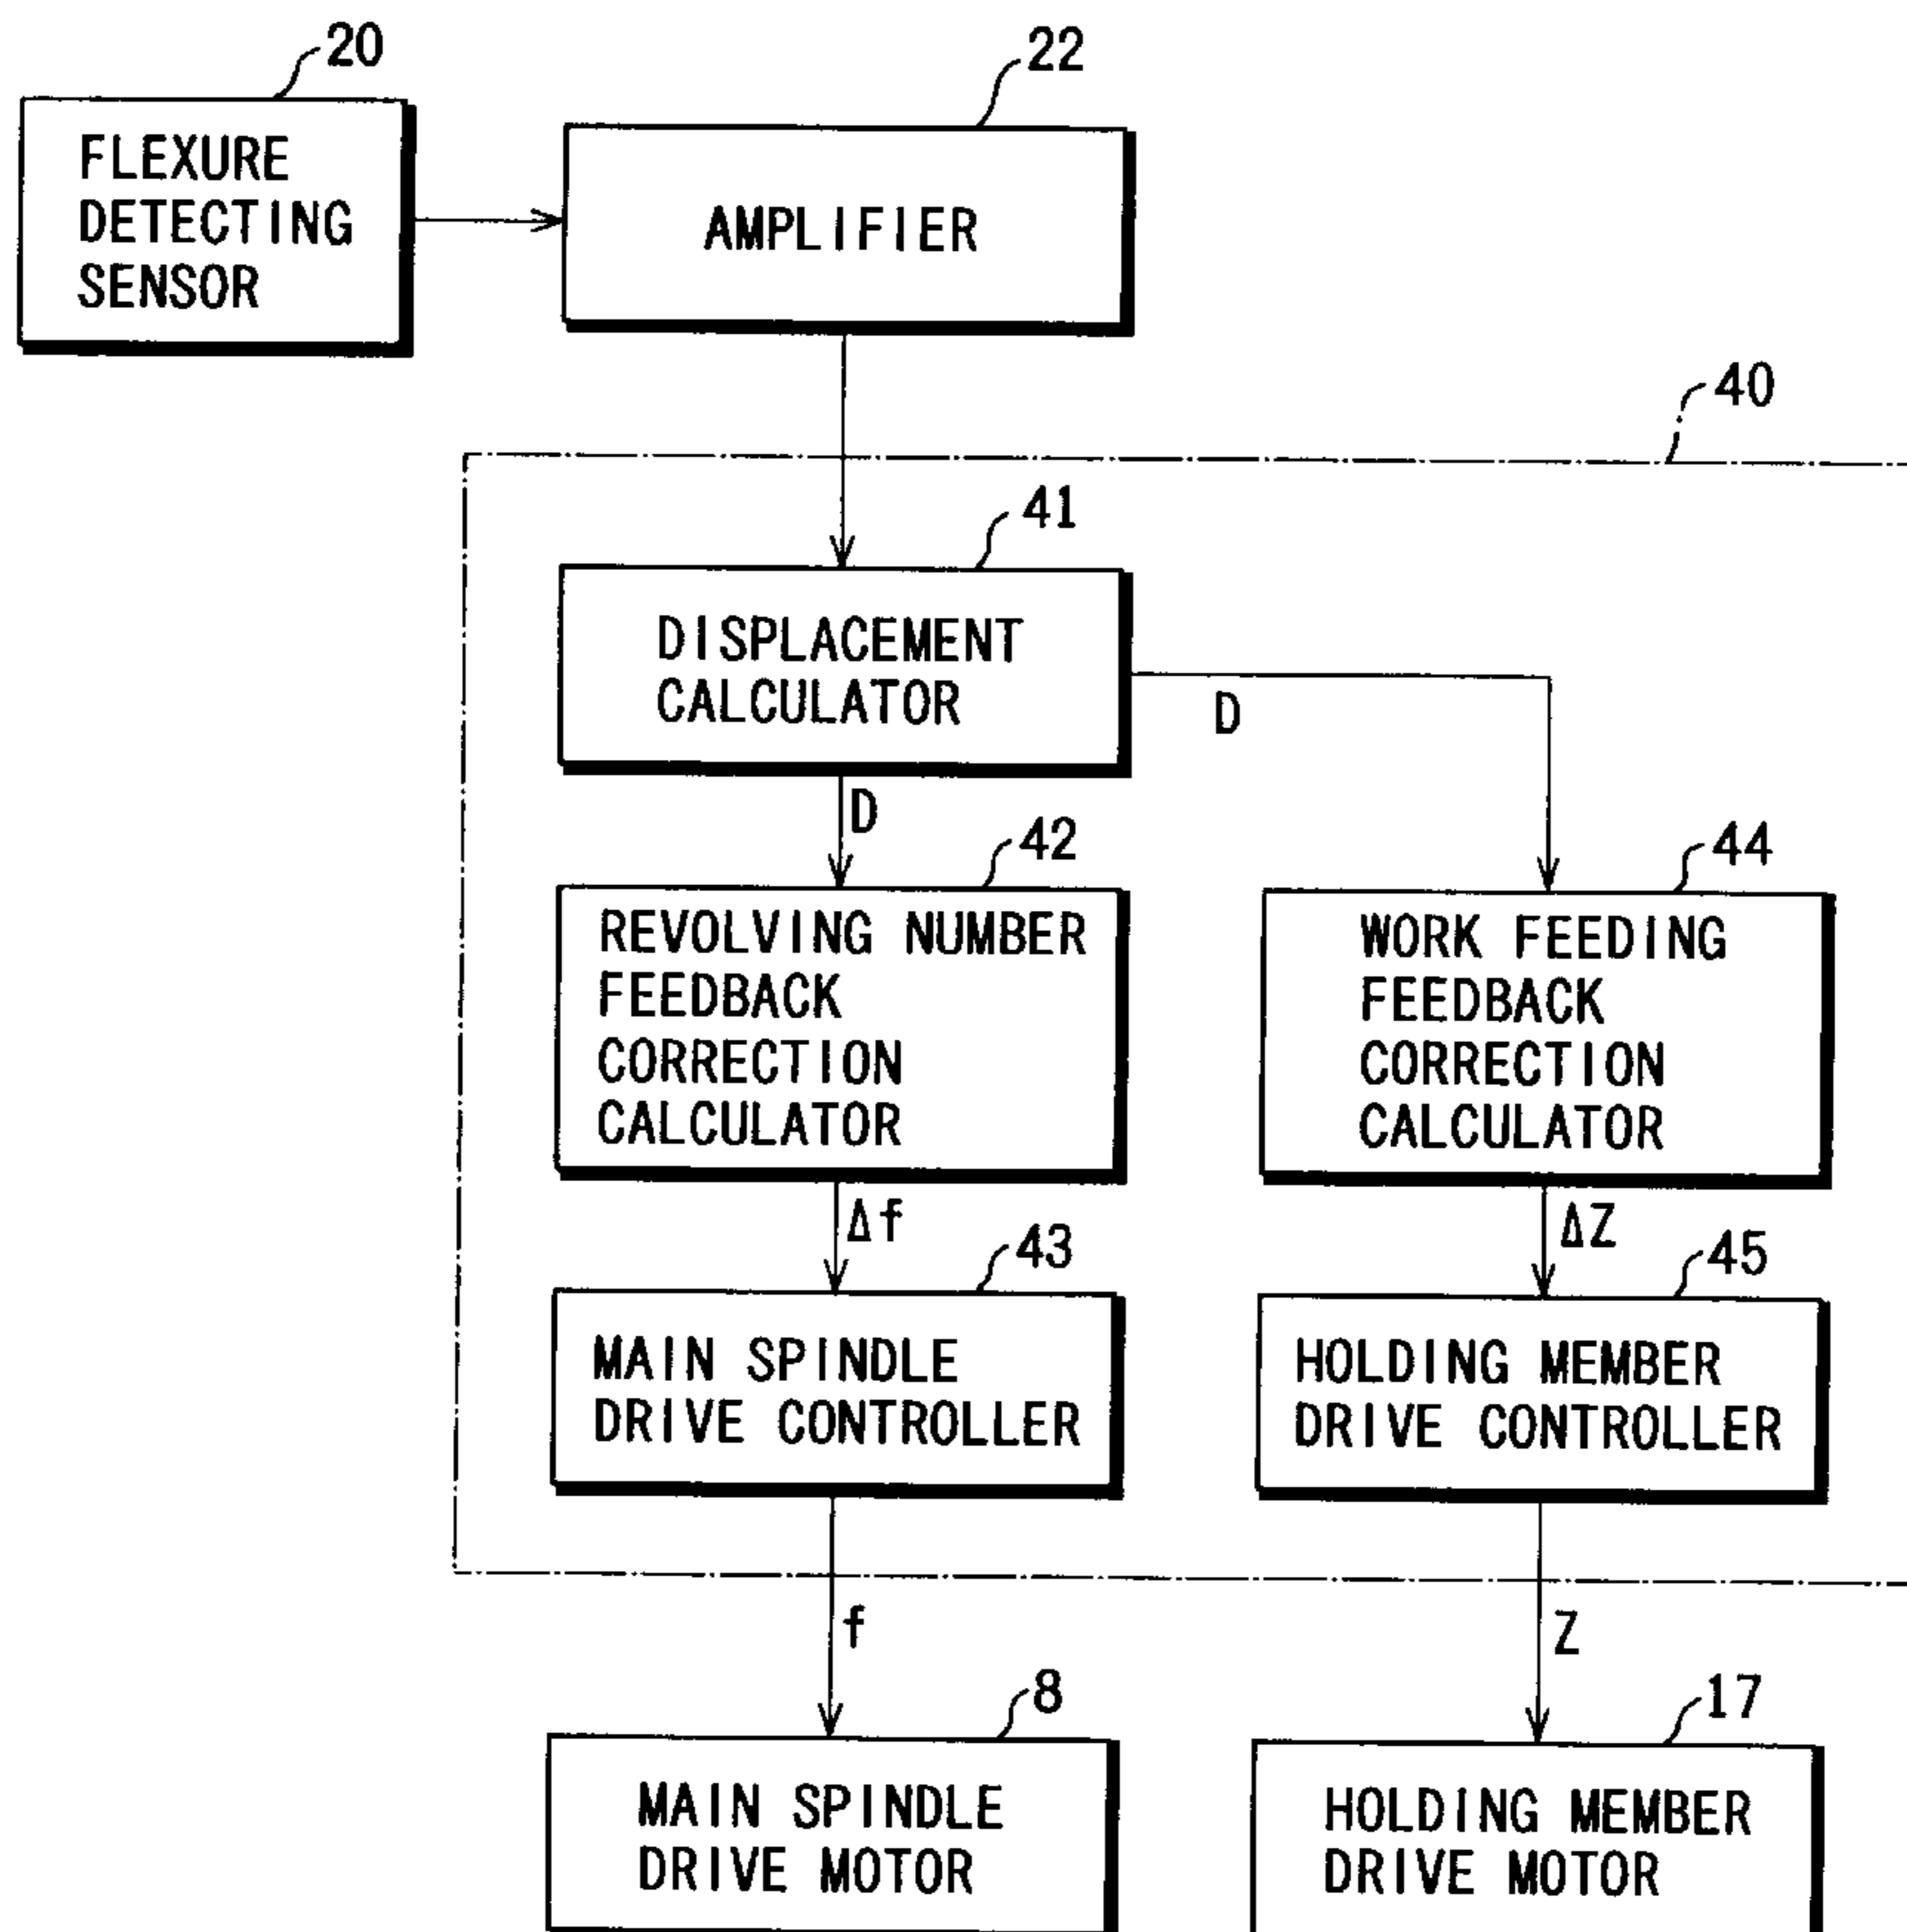 20
FLEXURE
DETECTING
SENSOR
22
AMPLIFIER
40
41
DISPLACEMENT
CALCULATOR
D
D
42
REVOLVING NUMBER
FEEDBACK
CORRECTION
CALCULATOR
44
WORK FEEDING
FEEDBACK
CORRECTION
CALCULATOR
Δf
ΔZ
43
MAIN SPINDLE
DRIVE CONTROLLER
45
HOLDING MEMBER
DRIVE CONTROLLER
f
Z
8
MAIN SPINDLE
DRIVE MOTOR
17
HOLDING MEMBER
DRIVE MOTOR